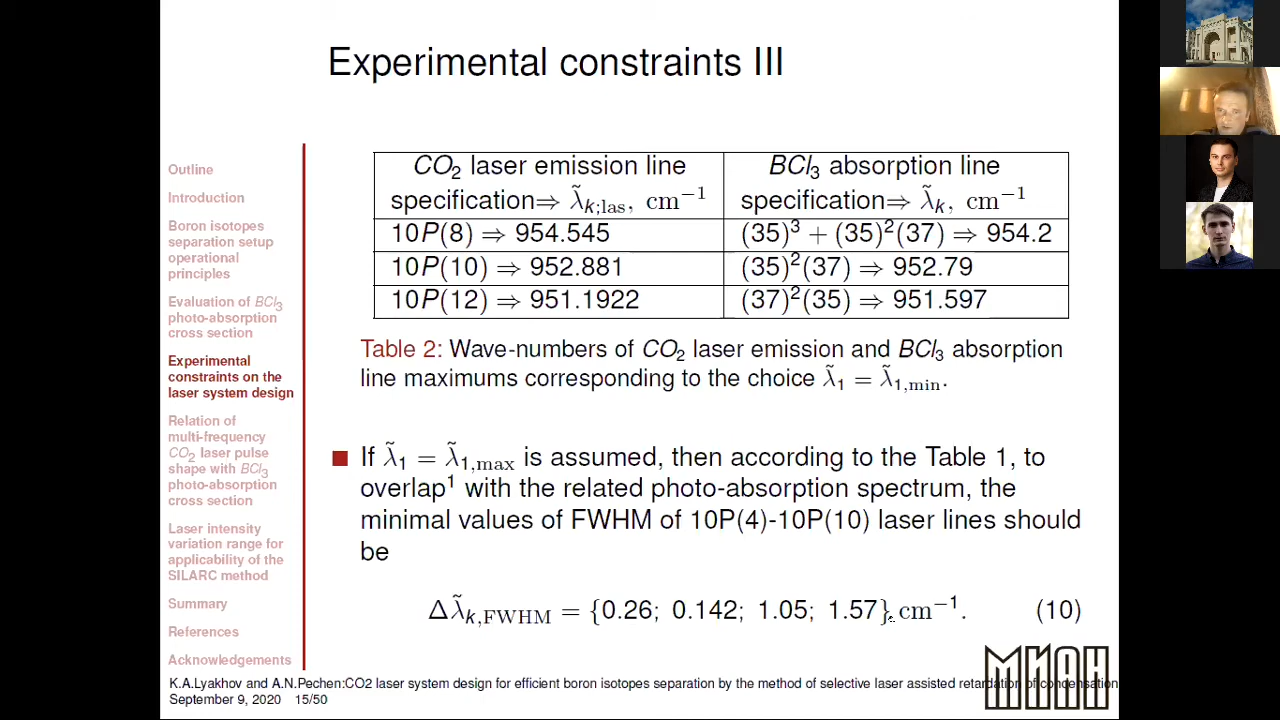 Experimental constraints III
Outline
Introduction
Boron isotopes
separation setup
operational
principles
Evaluation of BCl₃
photo-absorption
cross section
Experimental
constraints on the
laser system design
Relation of
multi-frequency
CO₂ laser pulse
shape with BCl₃
photo-absorption
cross section
Laser intensity
variation range for
applicability of the
SILARC method
Summary
References
Acknowledgements
CO₂ laser emission line
specification⇒ λ̃k;las, cm⁻¹
BCl₃ absorption line
specification⇒ λ̃k, cm⁻¹
10P(8) ⇒ 954.545
(35)³ + (35)²(37) ⇒ 954.2
10P(10) ⇒ 952.881
(35)²(37) ⇒ 952.79
10P(12) ⇒ 951.1922
(37)²(35) ⇒ 951.597
Table 2: Wave-numbers of CO₂ laser emission and BCl₃ absorption
line maximums corresponding to the choice λ̃₁ = λ̃₁,min.
If λ̃₁ = λ̃₁,max is assumed, then according to the Table 1, to
overlap¹ with the related photo-absorption spectrum, the
minimal values of FWHM of 10P(4)-10P(10) laser lines should
be
Δλ̃k,FWHM = {0.26; 0.142; 1.05; 1.57} cm⁻¹. (10)
МИАН
K.A.Lyakhov and A.N.Pechen:CO2 laser system design for efficient boron isotopes separation by the method of selective laser assisted retardation of condensation
September 9, 2020 15/50